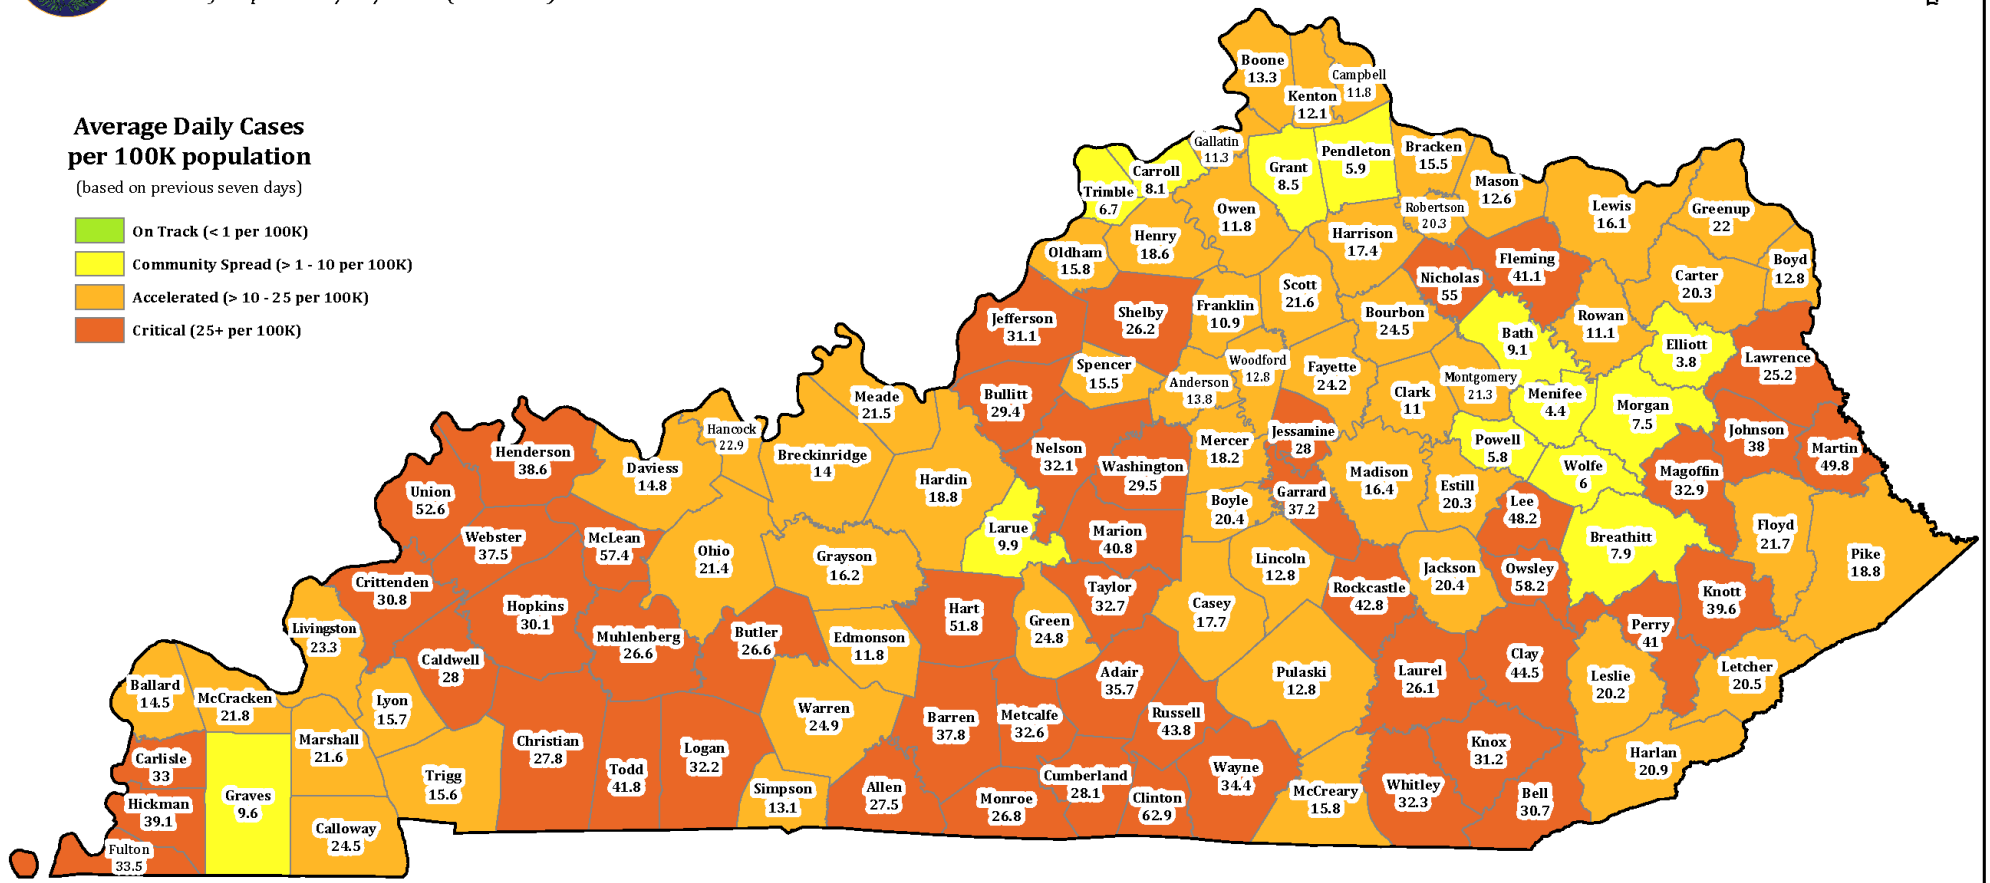 Average Daily Cases
per 100K population
(based on previous seven days)
On Track (< 1 per 100K)
Community Spread (> 1 - 10 per 100K)
Accelerated (> 10 - 25 per 100K)
Critical (25+ per 100K)
Boone
13.3
Kenton
12.1
Campbell
11.8
Gallatin
11.3
Carroll
8.1
Trimble
6.7
Grant
8.5
Pendleton
5.9
Bracken
15.5
Mason
12.6
Robertson
20.3
Lewis
16.1
Greenup
22
Boyd
12.8
Carter
20.3
Owen
11.8
Henry
18.6
Oldham
15.8
Harrison
17.4
Nicholas
55
Fleming
41.1
Scott
21.6
Franklin
10.9
Shelby
26.2
Jefferson
31.1
Bourbon
24.5
Bath
9.1
Rowan
11.1
Elliott
3.8
Lawrence
25.2
Spencer
15.5
Anderson
13.8
Woodford
12.8
Fayette
24.2
Clark
11
Montgomery
21.3
Menifee
4.4
Morgan
7.5
Johnson
38
Martin
49.8
Bullitt
29.4
Meade
21.5
Hancock
22.9
Breckinridge
14
Daviess
14.8
Henderson
38.6
Union
52.6
Hardin
18.8
Nelson
32.1
Washington
29.5
Mercer
18.2
Jessamine
28
Garrard
37.2
Boyle
20.4
Madison
16.4
Estill
20.3
Powell
5.8
Wolfe
6
Magoffin
32.9
Floyd
21.7
Pike
18.8
Lee
48.2
Breathitt
7.9
Larue
9.9
Marion
40.8
Webster
37.5
McLean
57.4
Ohio
21.4
Grayson
16.2
Crittenden
30.8
Hopkins
30.1
Muhlenberg
26.6
Butler
26.6
Edmonson
11.8
Hart
51.8
Green
24.8
Taylor
32.7
Casey
17.7
Lincoln
12.8
Rockcastle
42.8
Jackson
20.4
Owsley
58.2
Perry
41
Knott
39.6
Livingston
23.3
Caldwell
28
Lyon
15.7
Ballard
14.5
McCracken
21.8
Marshall
21.6
Trigg
15.6
Christian
27.8
Todd
41.8
Logan
32.2
Warren
24.9
Simpson
13.1
Allen
27.5
Barren
37.8
Metcalfe
32.6
Adair
35.7
Russell
43.8
Pulaski
12.8
Laurel
26.1
Clay
44.5
Leslie
20.2
Letcher
20.5
Harlan
20.9
Knox
31.2
Bell
30.7
Whitley
32.3
McCreary
15.8
Wayne
34.4
Clinton
62.9
Cumberland
28.1
Monroe
26.8
Carlisle
33
Hickman
39.1
Fulton
33.5
Graves
9.6
Calloway
24.5